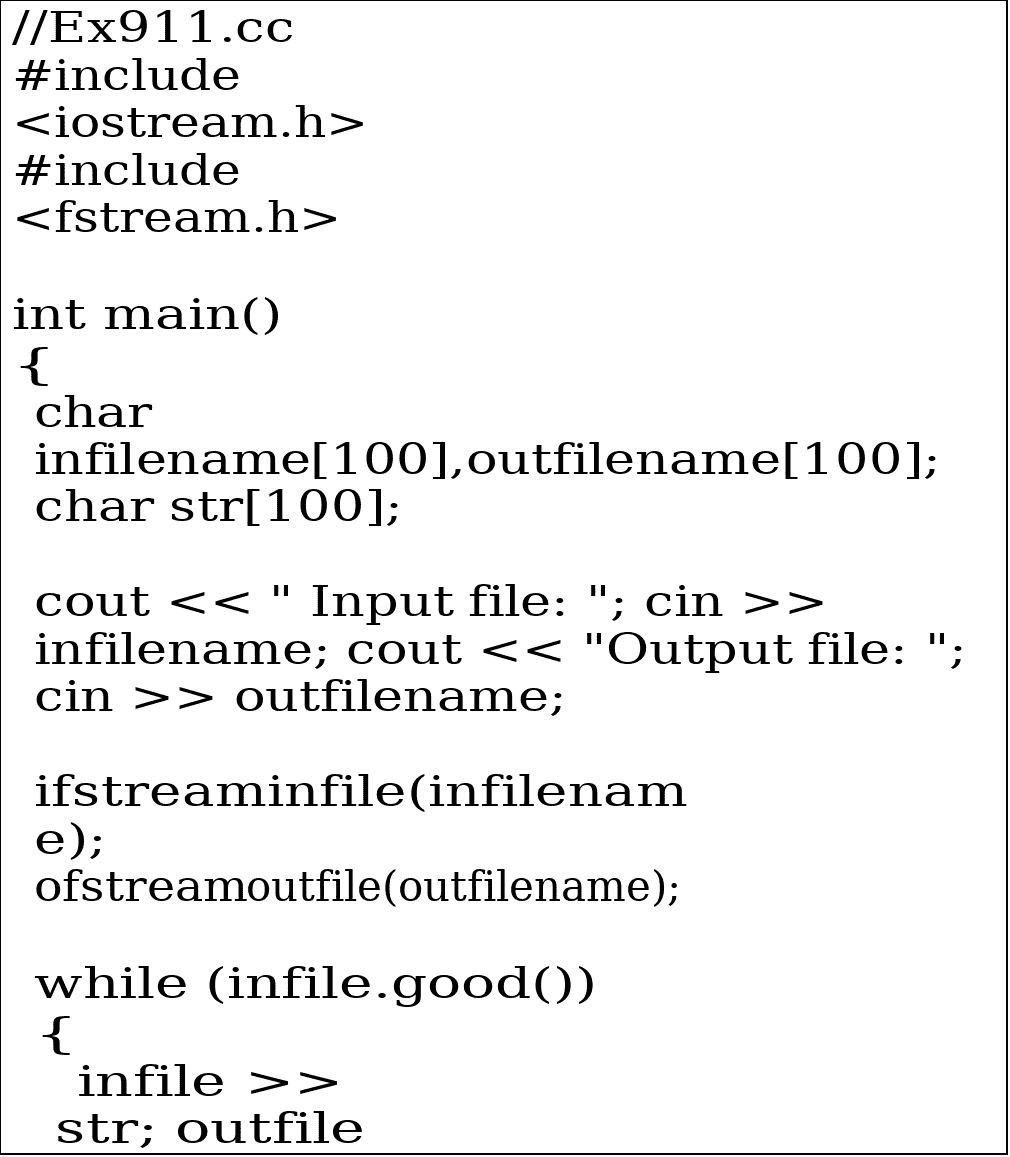 //Ex911.cc
#include
<iostream.h>
#include
<fstream.h>
int main()
{
char
infilename[100],outfilename[100];
char str[100];
cout << " Input file: "; cin >>
infilename; cout << "Output file: ";
cin >> outfilename;
ifstreaminfile(infilenam
e);
ofstreamoutfile(outfilename);
while (infile.good())
{
infile >>
str; outfile